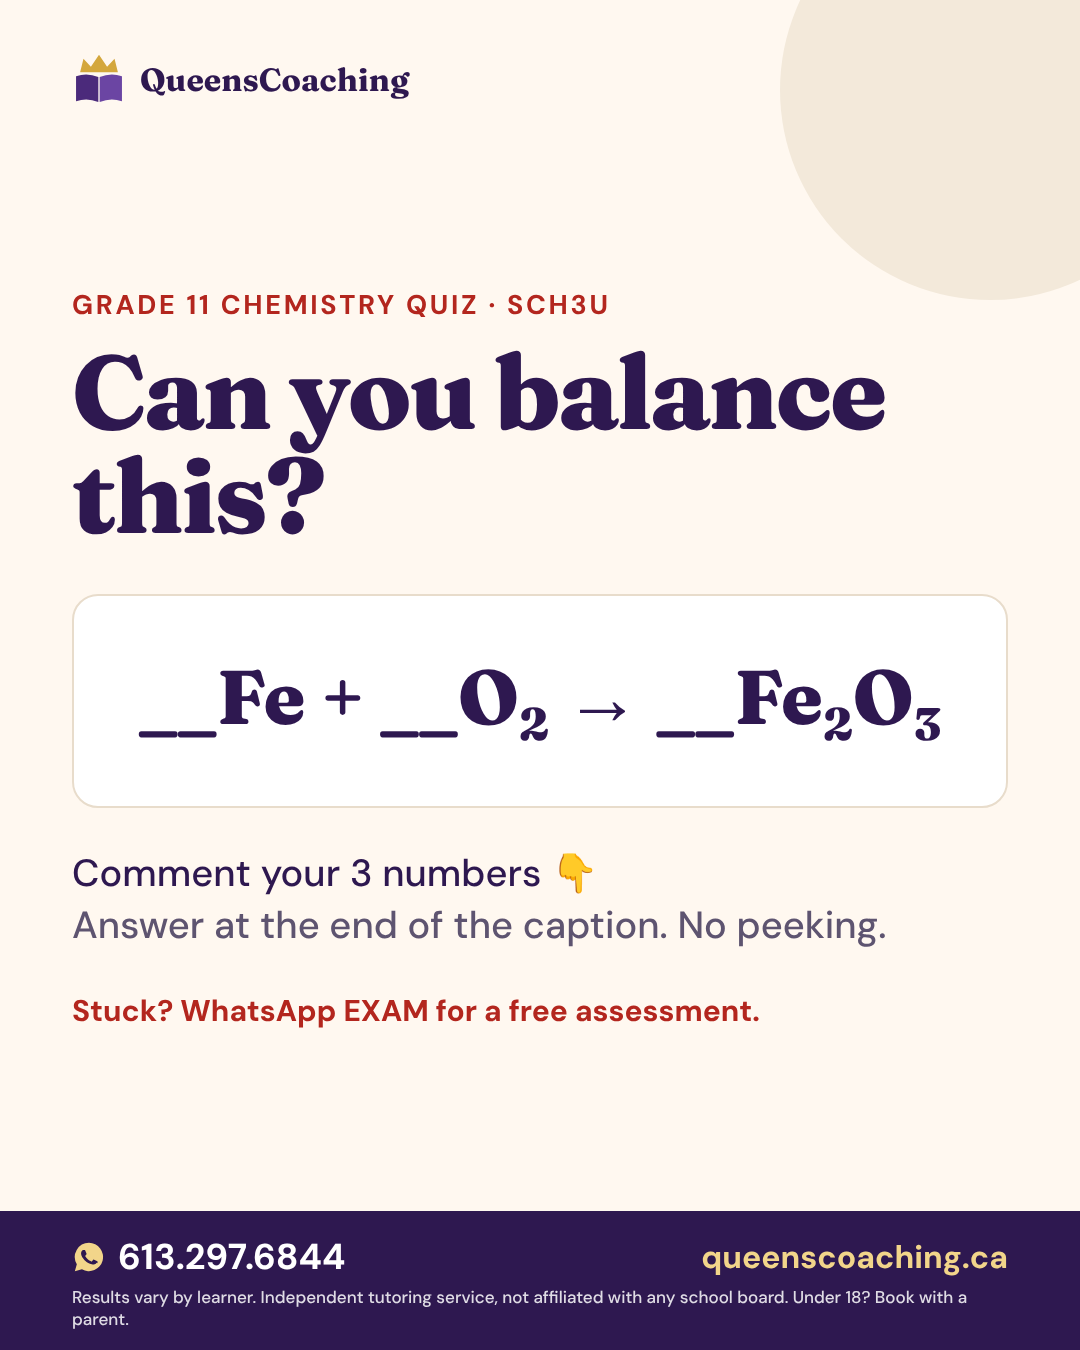 QueensCoaching
GRADE 11 CHEMISTRY QUIZ · SCH3U
Can you balance
this?
__Fe + __O₂ → __Fe₂O₃
Comment your 3 numbers 👇
Answer at the end of the caption. No peeking.
Stuck? WhatsApp EXAM for a free assessment.
613.297.6844
queenscoaching.ca
Results vary by learner. Independent tutoring service, not affiliated with any school board. Under 18? Book with a
parent.